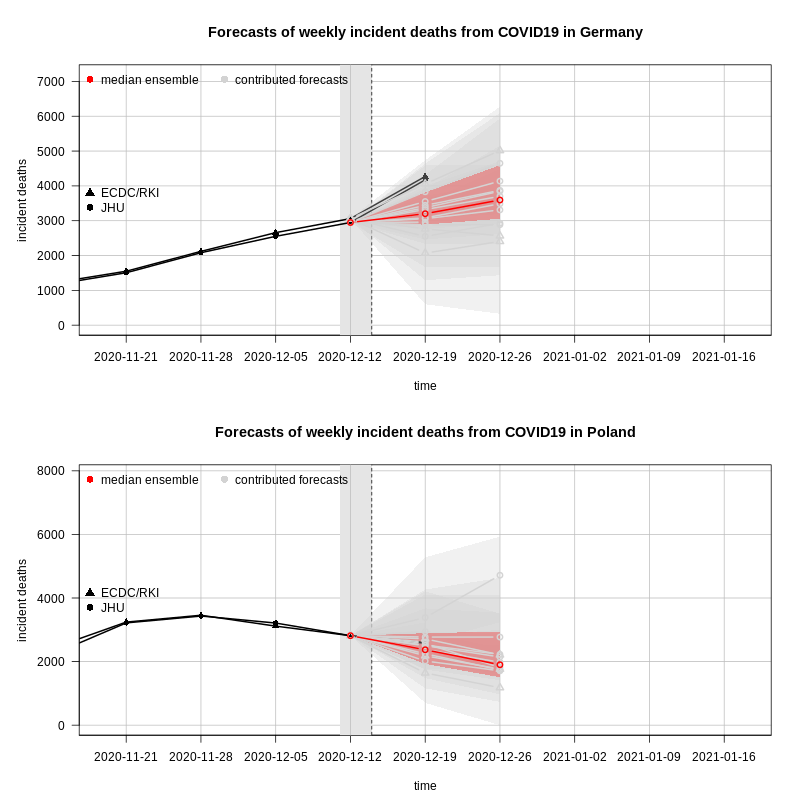 Forecasts of weekly incident deaths from COVID19 in Germany
median ensemble contributed forecasts
7000
6000
5000
4000
3000
2000
1000
0
incident deaths
ECDC/RKI
JHU
2020-11-21 2020-11-28 2020-12-05 2020-12-12 2020-12-19 2020-12-26 2021-01-02 2021-01-09 2021-01-16
time
Forecasts of weekly incident deaths from COVID19 in Poland
median ensemble contributed forecasts
8000
6000
4000
2000
0
incident deaths
ECDC/RKI
JHU
2020-11-21 2020-11-28 2020-12-05 2020-12-12 2020-12-19 2020-12-26 2021-01-02 2021-01-09 2021-01-16
time